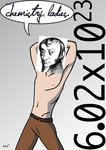 chemistry, ladies.
6.02x10²³